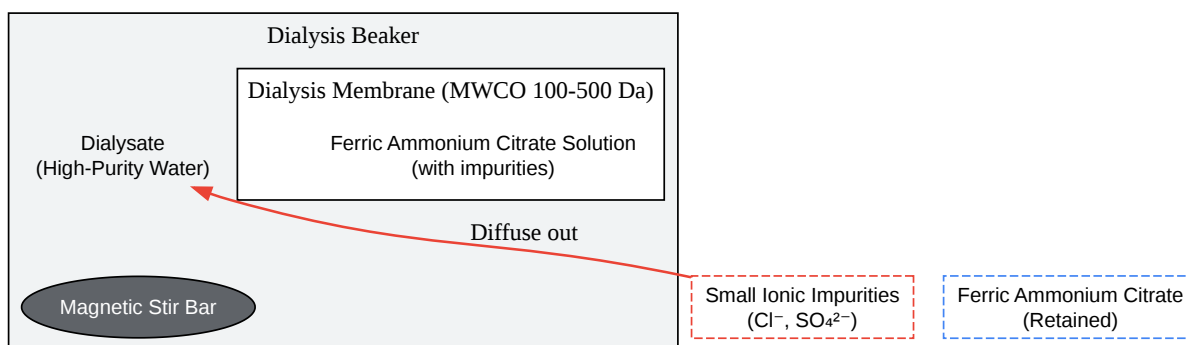 Dialysis Beaker
Dialysis Membrane (MWCO 100-500 Da)
Dialysate
(High-Purity Water)
Ferric Ammonium Citrate Solution
(with impurities)
Diffuse out
Magnetic Stir Bar
Small Ionic Impurities
(Cl⁻, SO₄²⁻)
Ferric Ammonium Citrate
(Retained)